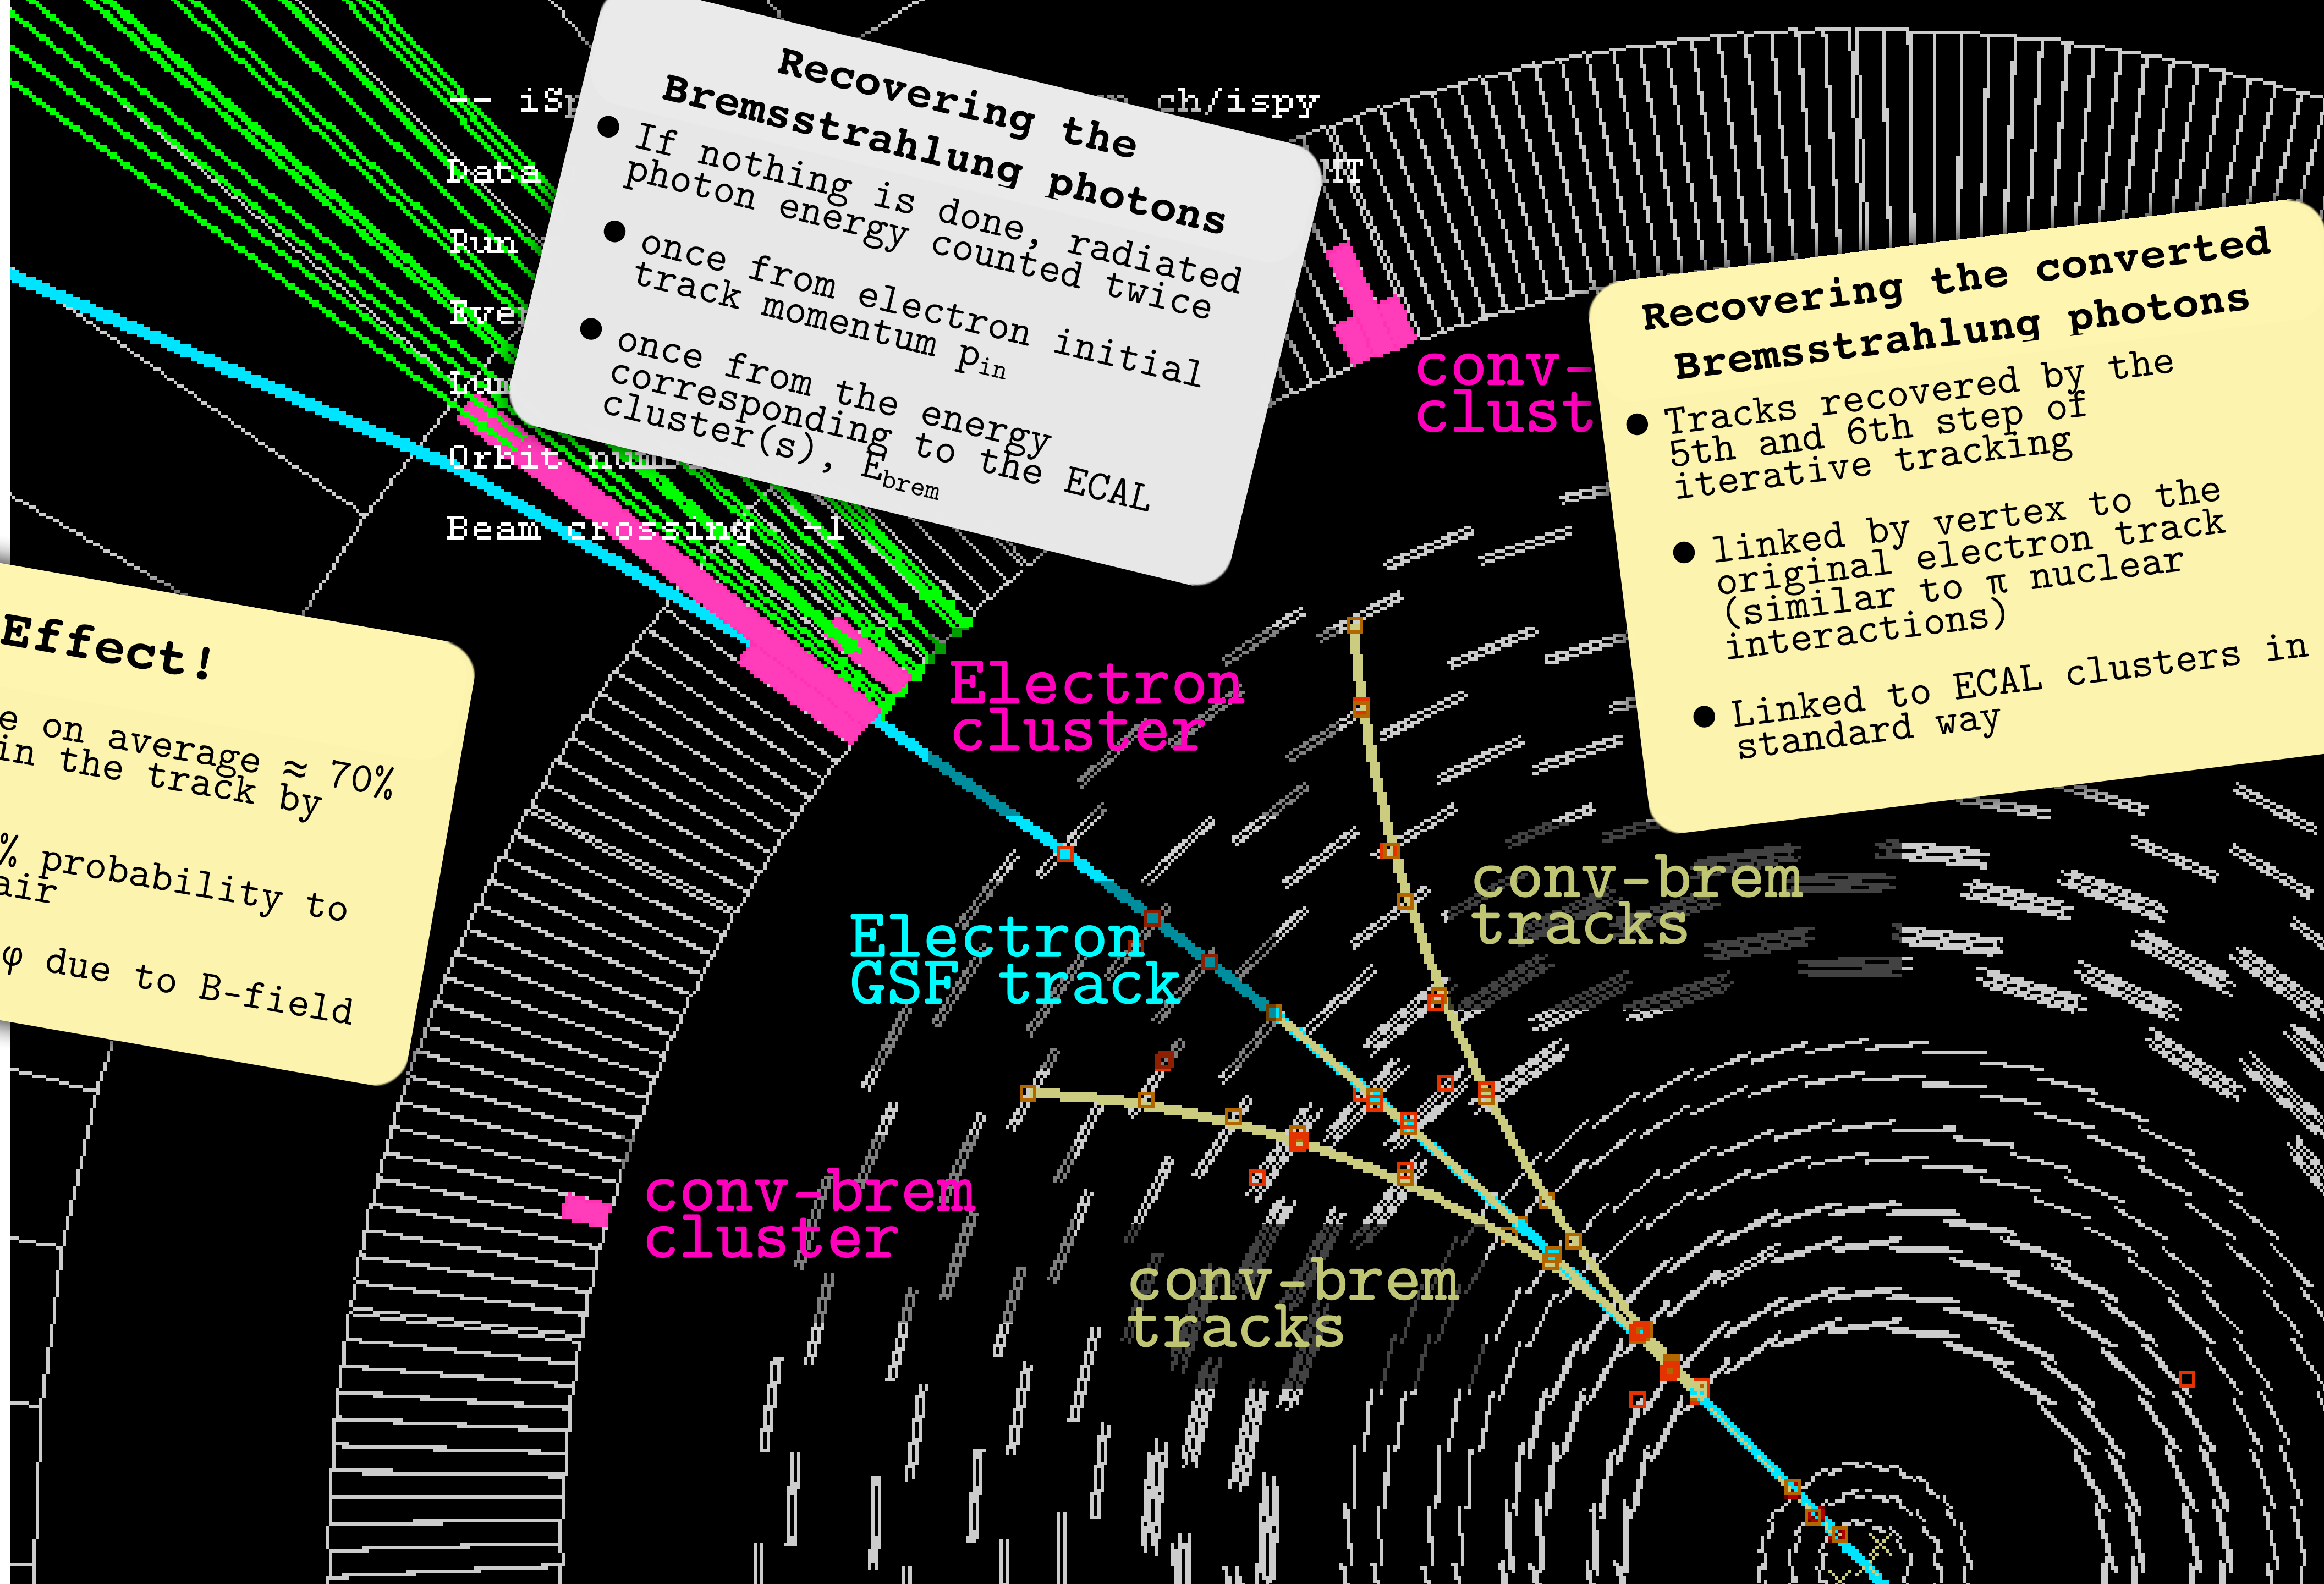 -- iSp
ch/ispy
Data
MT
Run
Orbit num
Beam crossing -1
Recovering the
Bremsstrahlung photons
● If nothing is done, radiated
photon energy counted twice
● once from electron initial
track momentum pin
● once from the energy
corresponding to the ECAL
cluster(s), Ebrem
conv-
clust
Recovering the converted
Bremsstrahlung photons
● Tracks recovered by the
5th and 6th step of
iterative tracking
● linked by vertex to the
original electron track
(similar to π nuclear
interactions)
● Linked to ECAL clusters in
standard way
Effect!
e on average ≈ 70%
in the track by
% probability to
air
φ due to B-field
Electron
cluster
Electron
GSF track
conv-brem
tracks
conv-brem
cluster
conv-brem
tracks